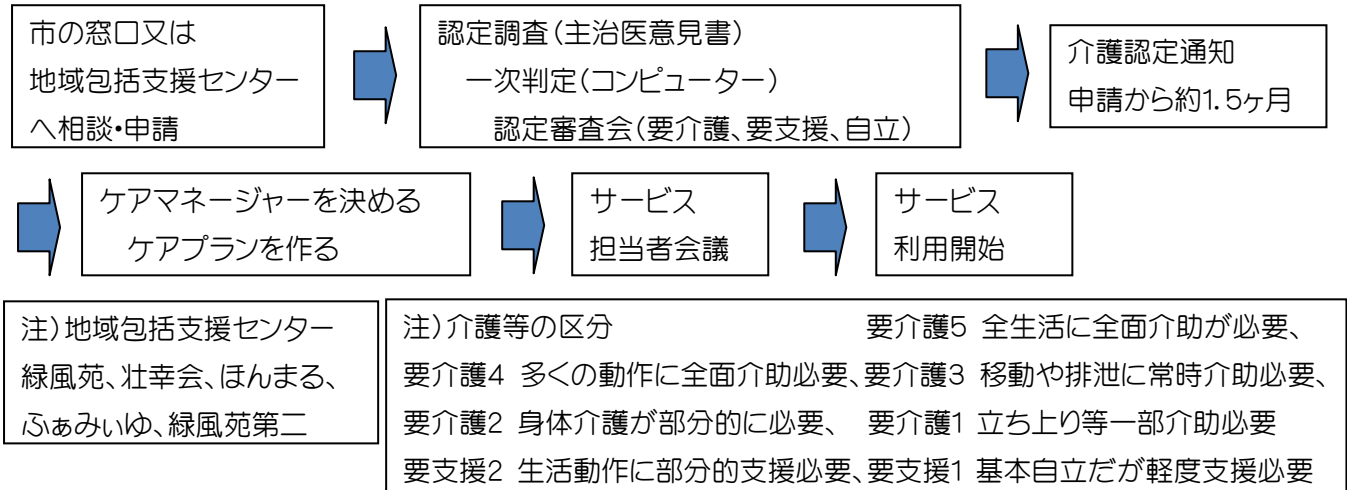 市の窓口又は
地域包括支援センター
へ相談・申請
認定調査(主治医意見書)
一次判定(コンピューター)
認定審査会(要介護、要支援、自立)
介護認定通知
申請から約1.5ヶ月
ケアマネージャーを決める
ケアプランを作る
サービス
担当者会議
サービス
利用開始
注)地域包括支援センター
緑風苑、壮幸会、ほんまる、
ふぁみぃゆ、緑風苑第二
注)介護等の区分 要介護5 全生活に全面介助が必要、
要介護4 多くの動作に全面介助必要、要介護3 移動や排泄に常時介助必要、
要介護2 身体介護が部分的に必要、 要介護1 立ち上り等一部介助必要
要支援2 生活動作に部分的支援必要、要支援1 基本自立だが軽度支援必要